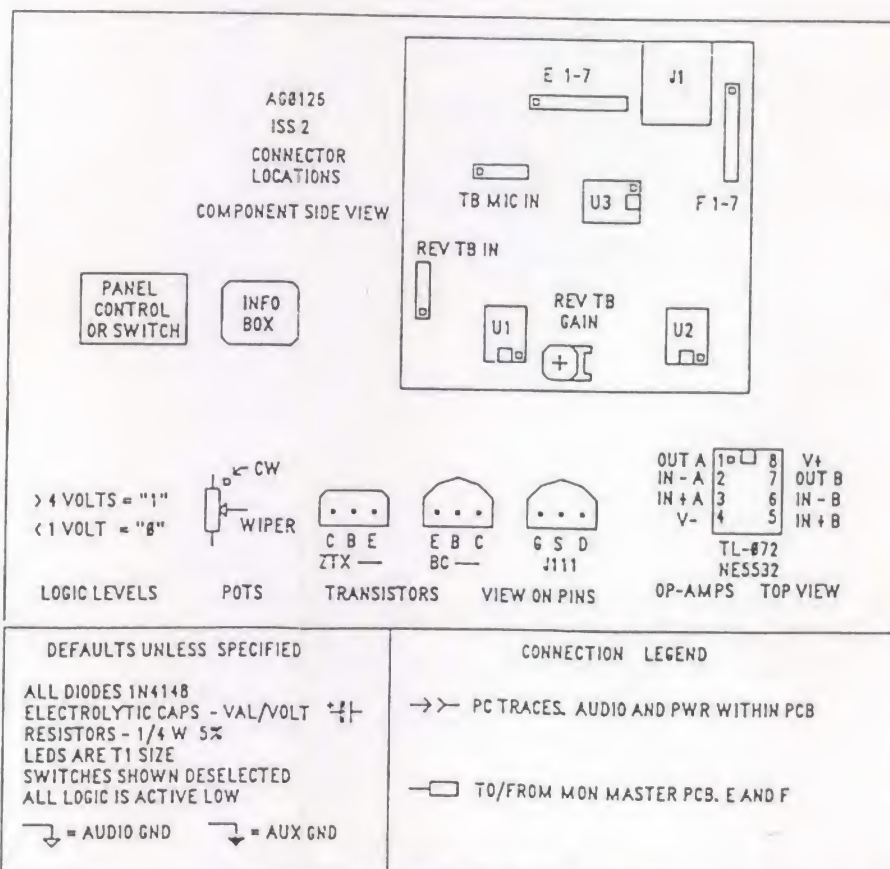 AG0125
ISS 2
CONNECTOR
LOCATIONS
COMPONENT SIDE VIEW
E 1-7
J1
TB MIC IN
U3
F 1-7
REV TB IN
U1
REV TB
GAIN
U2
PANEL
CONTROL
OR SWITCH
INFO
BOX
> 4 VOLTS = "1"
< 1 VOLT = "0"
LOGIC LEVELS
CW
WIPER
POTS
C B E
ZTX —
E B C
BC —
G S D
J111
TRANSISTORS VIEW ON PINS
OUT A 1 8 V+
IN - A 2 7 OUT B
IN + A 3 6 IN - B
V- 4 5 IN + B
TL-072
NE5532
OP-AMPS TOP VIEW
DEFAULTS UNLESS SPECIFIED
ALL DIODES 1N4148
ELECTROLYTIC CAPS - VAL/VOLT
RESISTORS - 1/4 W 5%
LEDS ARE T1 SIZE
SWITCHES SHOWN DESELECTED
ALL LOGIC IS ACTIVE LOW
= AUDIO GND = AUX GND
CONNECTION LEGEND
PC TRACES. AUDIO AND PWR WITHIN PCB
TO/FROM MON MASTER PCB. E AND F